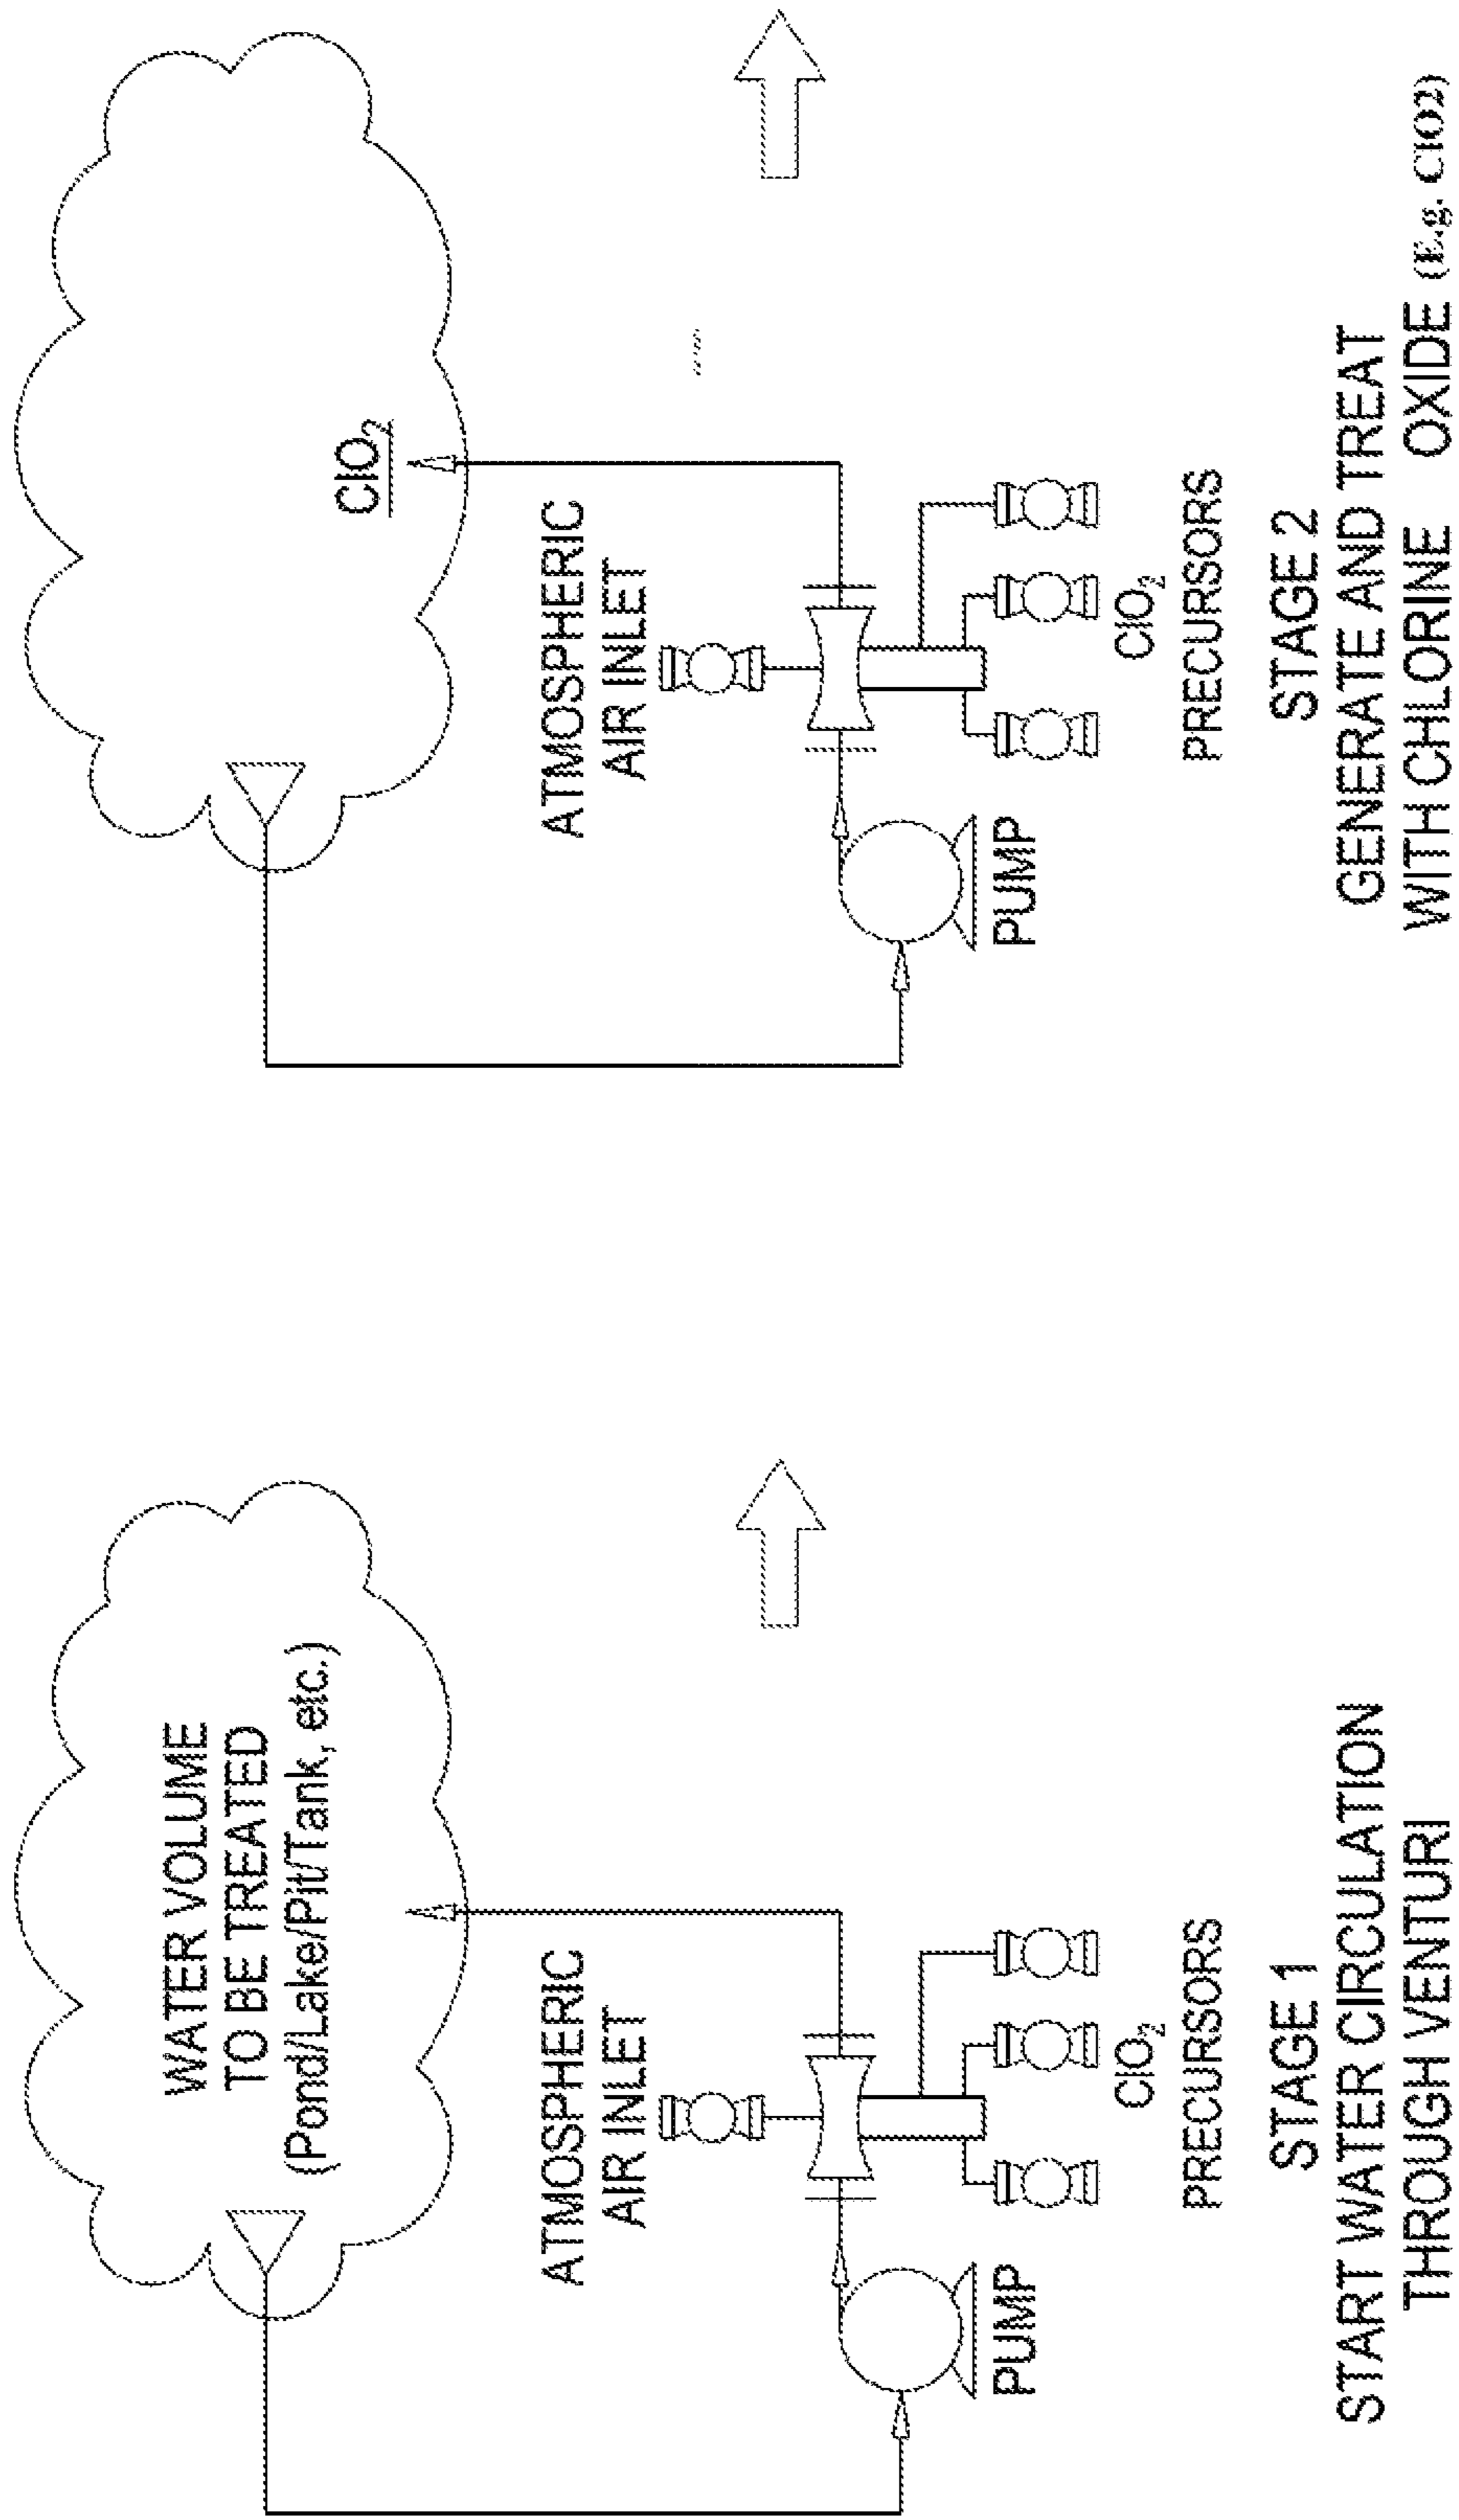 WATER VOLUME
TO BE TREATED
(Pond/Lake/Pit/Tank, etc.)
ATMOSPHERIC
AIR INLET
PUMP
ClO₂
PRECURSORS
STAGE 1
START WATER CIRCULATION
THROUGH VENTURI
ClO₂
ATMOSPHERIC
AIR INLET
PUMP
ClO₂
PRECURSORS
STAGE 2
GENERATE AND TREAT
WITH CHLORINE OXIDE (E.g. ClO2)